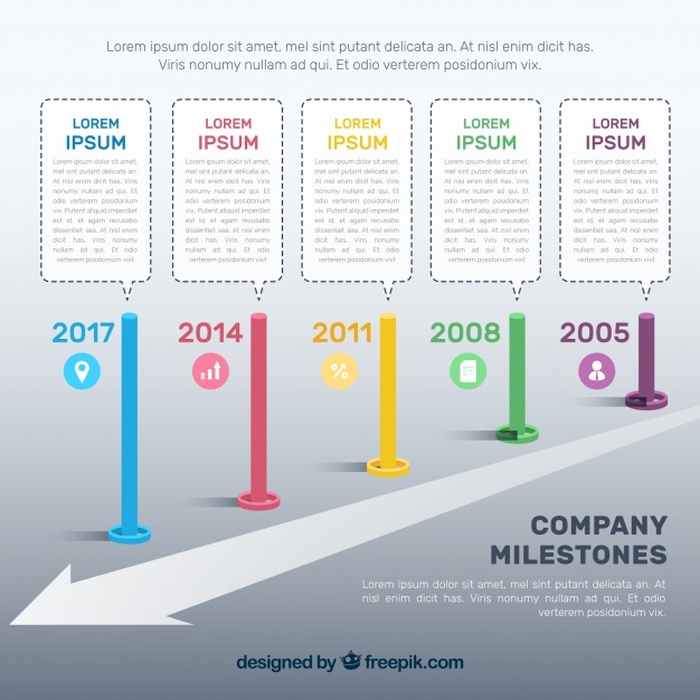 Lorem ipsum dolor sit amet, mel sint putant delicata an. At nisl enim dicit has.
Viris nonumy nullam ad qui. Et odio verterem posidonium vix.
LOREM
IPSUM
Lorem ipsum dolor sit amet,
mel sint putant delicata an.
At nisl enim dicit has. Viris
nonumy nullam ad qui. Et
odio verterem posidonium
vix. Putent aliquid imperdiet
est id, et agam recusabo
dissentiet sea. At nisl enim
dicit has. Viris nonumy
nullam ad qui. Et odio
verterem posidonium vixt
LOREM
IPSUM
Lorem ipsum dolor sit amet,
mel sint putant delicata an.
At nisl enim dicit has. Viris
nonumy nullam ad qui. Et
odio verterem posidonium
vix. Putent aliquid imperdiet
est id, et agam recusabo
dissentiet sea. At nisl enim
dicit has. Viris nonumy
nullam ad qui. Et odio
verterem posidonium vixt
LOREM
IPSUM
Lorem ipsum dolor sit amet,
mel sint putant delicata an.
At nisl enim dicit has. Viris
nonumy nullam ad qui. Et
odio verterem posidonium
vix. Putent aliquid imperdiet
est id, et agam recusabo
dissentiet sea. At nisl enim
dicit has. Viris nonumy
nullam ad qui. Et odio
verterem posidonium vixt
LOREM
IPSUM
Lorem ipsum dolor sit amet,
mel sint putant delicata an.
At nisl enim dicit has. Viris
nonumy nullam ad qui. Et
odio verterem posidonium
vix. Putent aliquid imperdiet
est id, et agam recusabo
dissentiet sea. At nisl enim
dicit has. Viris nonumy
nullam ad qui. Et odio
verterem posidonium vixt
LOREM
IPSUM
Lorem ipsum dolor sit amet,
mel sint putant delicata an.
At nisl enim dicit has. Viris
nonumy nullam ad qui. Et
odio verterem posidonium
vix. Putent aliquid imperdiet
est id, et agam recusabo
dissentiet sea. At nisl enim
dicit has. Viris nonumy
nullam ad qui. Et odio
verterem posidonium vixt
2017
2014
2011
2008
2005
%
COMPANY
MILESTONES
Lorem ipsum dolor sit amet, mel sint putant delicata an. At
nisl enim dicit has. Viris nonumy nullam ad qui. Et odio
verterem posidonium vix.
designed by freepik.com